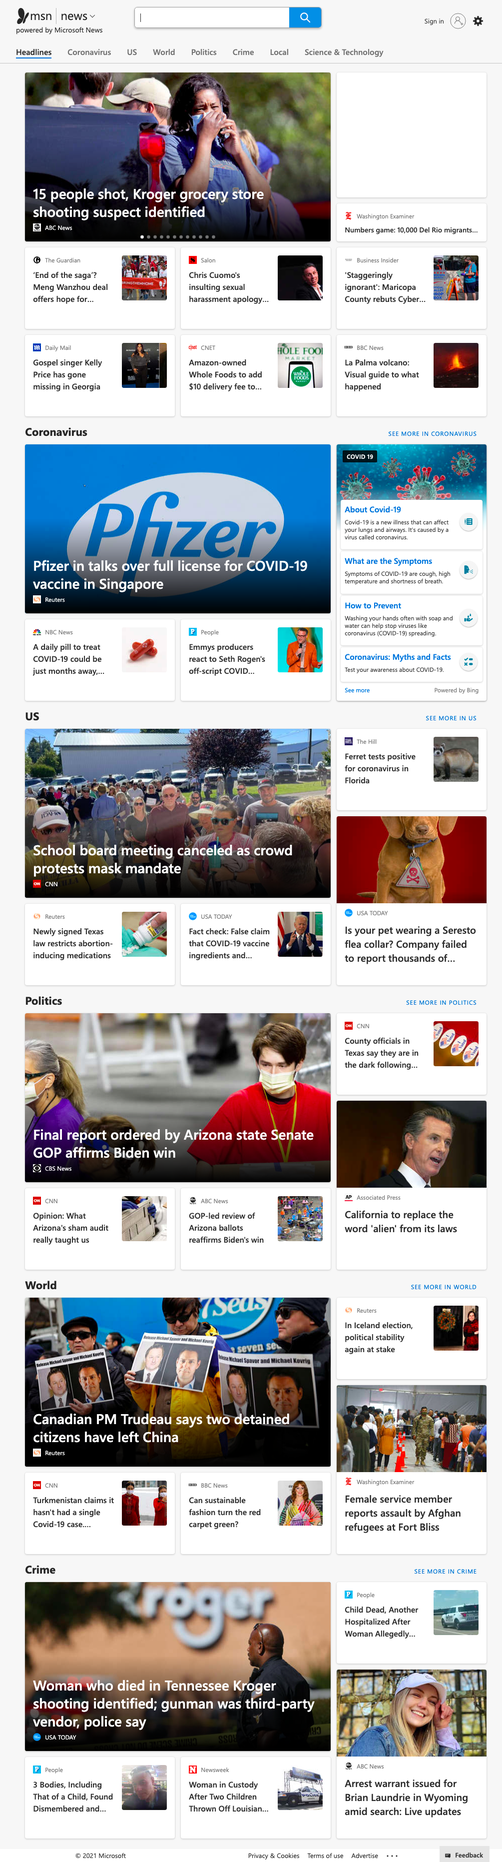 msn news
powered by Microsoft News
Sign in
Headlines Coronavirus US World Politics Crime Local Science & Technology
15 people shot, Kroger grocery store
shooting suspect identified
ABC News
Washington Examiner
Numbers game: 10,000 Del Rio migrants...
The Guardian
'End of the saga'?
Meng Wanzhou deal
offers hope for...
Salon
Chris Cuomo's
insulting sexual
harassment apology...
Business Insider
'Staggeringly
ignorant': Maricopa
County rebuts Cyber...
Daily Mail
Gospel singer Kelly
Price has gone
missing in Georgia
CNET
Amazon-owned
Whole Foods to add
$10 delivery fee to...
WHOLE FOODS
MARKET
BBC News
La Palma volcano:
Visual guide to what
happened
Coronavirus
SEE MORE IN CORONAVIRUS
Pfizer
Pfizer in talks over full license for COVID-19
vaccine in Singapore
Reuters
COVID 19
About Covid-19
Covid-19 is a new illness that can affect
your lungs and airways. It's caused by a
virus called coronavirus.
What are the Symptoms
Symptoms of COVID-19 are cough, high
temperature and shortness of breath.
How to Prevent
Washing your hands often with soap and
water can help stop viruses like
coronavirus (COVID-19) spreading.
Coronavirus: Myths and Facts
Test your awareness about COVID-19.
See more
Powered by Bing
NBC News
A daily pill to treat
COVID-19 could be
just months away,...
People
Emmys producers
react to Seth Rogen's
off-script COVID...
US
SEE MORE IN US
School board meeting canceled as crowd
protests mask mandate
CNN
The Hill
Ferret tests positive
for coronavirus in
Florida
USA TODAY
Is your pet wearing a Seresto
flea collar? Company failed
to report thousands of...
Reuters
Newly signed Texas
law restricts abortion-
inducing medications
USA TODAY
Fact check: False claim
that COVID-19 vaccine
ingredients and...
Politics
SEE MORE IN POLITICS
Final report ordered by Arizona state Senate
GOP affirms Biden win
CBS News
CNN
County officials in
Texas say they are in
the dark following...
AP Associated Press
California to replace the
word 'alien' from its laws
CNN
Opinion: What
Arizona's sham audit
really taught us
ABC News
GOP-led review of
Arizona ballots
reaffirms Biden's win
World
SEE MORE IN WORLD
7Seas
Release Michael Spavor and Michael Kovrig
Canadian PM Trudeau says two detained
citizens have left China
Reuters
Reuters
In Iceland election,
political stability
again at stake
Washington Examiner
Female service member
reports assault by Afghan
refugees at Fort Bliss
CNN
Turkmenistan claims it
hasn't had a single
Covid-19 case....
BBC News
Can sustainable
fashion turn the red
carpet green?
Crime
SEE MORE IN CRIME
Kroger
Woman who died in Tennessee Kroger
shooting identified; gunman was third-party
vendor, police say
USA TODAY
People
Child Dead, Another
Hospitalized After
Woman Allegedly...
ABC News
Arrest warrant issued for
Brian Laundrie in Wyoming
amid search: Live updates
People
3 Bodies, Including
That of a Child, Found
Dismembered and...
Newsweek
Woman in Custody
After Two Children
Thrown Off Louisian...
© 2021 Microsoft
Privacy & Cookies Terms of use Advertise ...
Feedback